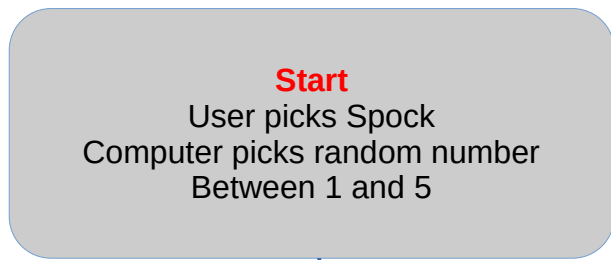 Start
User picks Spock
Computer picks random number
Between 1 and 5